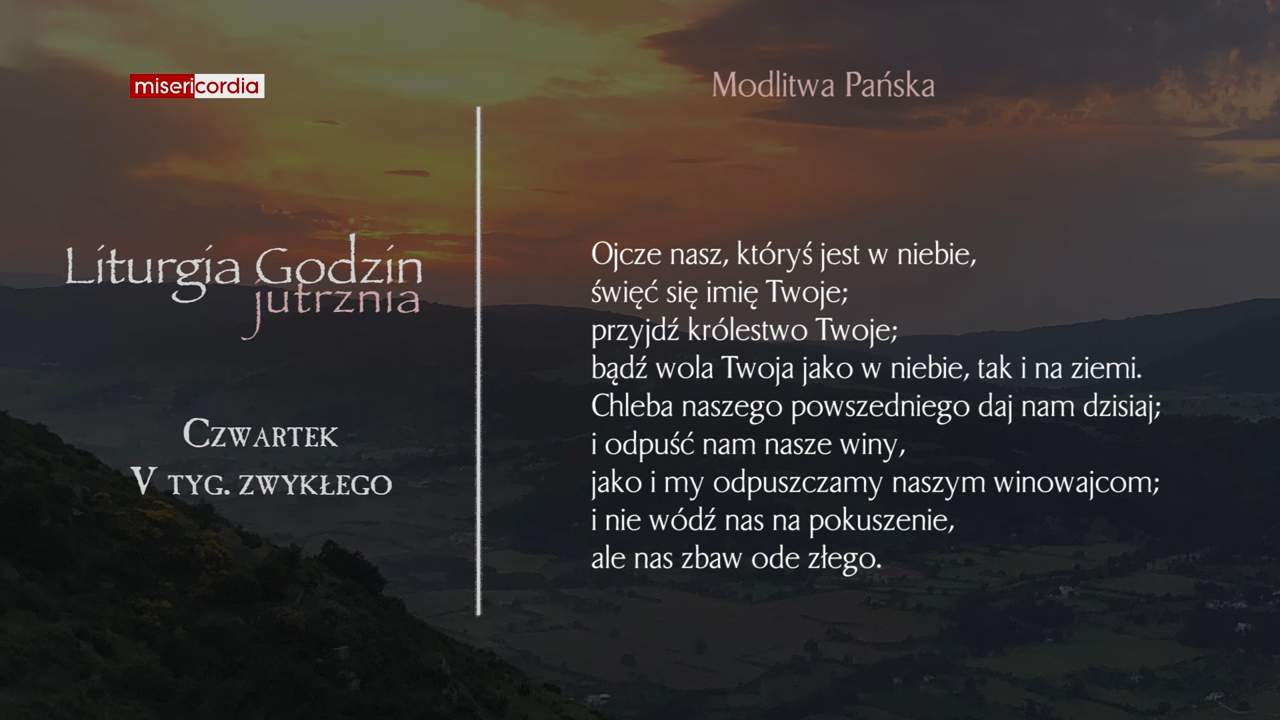 misericordia
Liturgia Godzin
jutrznia
Czwartek
V tyg. zwykłego
Modlitwa Pańska
Ojcze nasz, któryś jest w niebie,
święć się imię Twoje;
przyjdź królestwo Twoje;
bądź wola Twoja jako w niebie, tak i na ziemi.
Chleba naszego powszedniego daj nam dzisiaj;
i odpuść nam nasze winy,
jako i my odpuszczamy naszym winowajcom;
i nie wódź nas na pokuszenie,
ale nas zbaw ode złego.